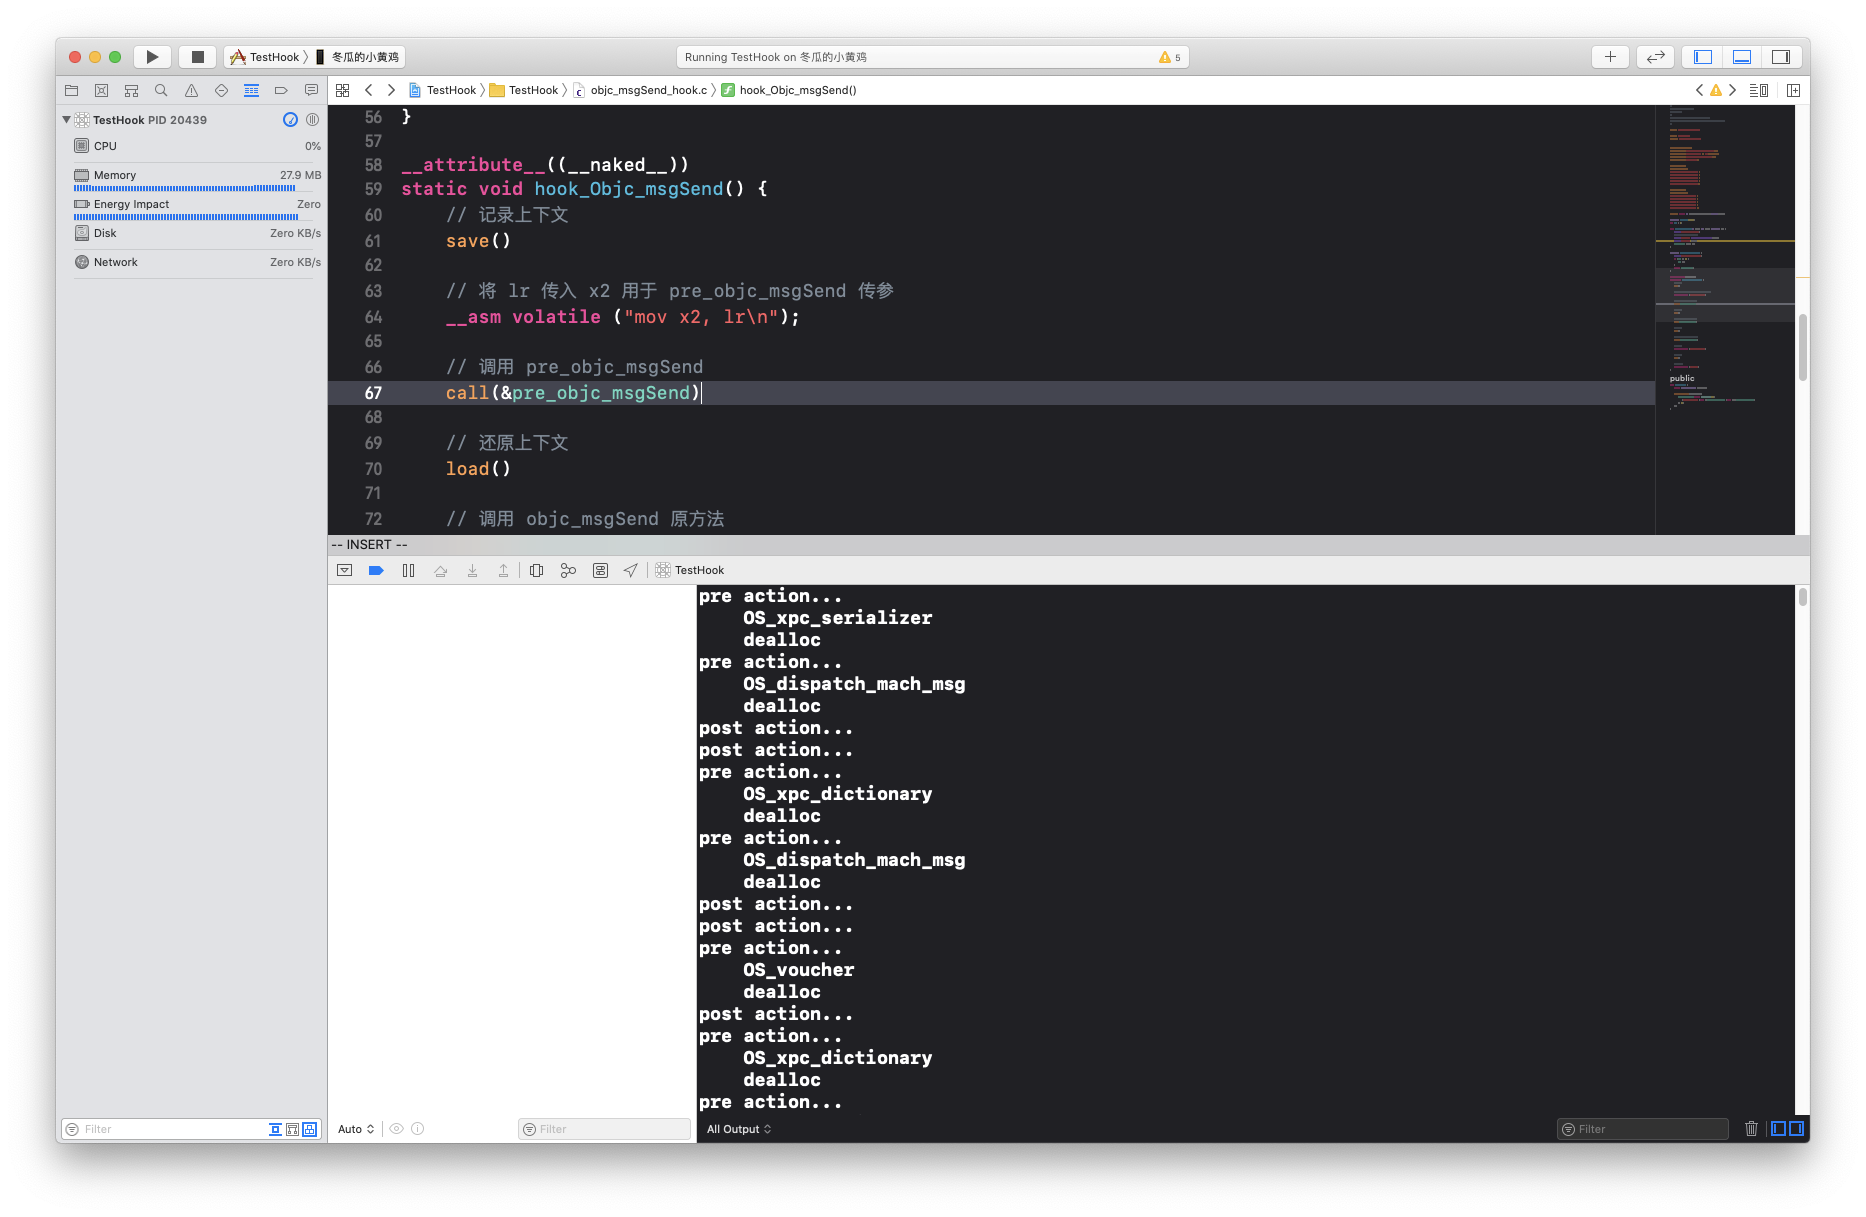 TestHook 〉 冬瓜的小黄鸡
Running TestHook on 冬瓜的小黄鸡
5
TestHook 〉 TestHook 〉 objc_msgSend_hook.c 〉 hook_Objc_msgSend()
TestHook PID 20439
CPU 0%
Memory 27.9 MB
Energy Impact Zero
Disk Zero KB/s
Network Zero KB/s
56 }
57
58 __attribute__((__naked__))
59 static void hook_Objc_msgSend() {
60     // 记录上下文
61     save()
62
63     // 将 lr 传入 x2 用于 pre_objc_msgSend 传参
64     __asm volatile ("mov x2, lr\n");
65
66     // 调用 pre_objc_msgSend
67     call(&pre_objc_msgSend)
68
69     // 还原上下文
70     load()
71
72     // 调用 objc_msgSend 原方法
public
-- INSERT --
TestHook
pre action...
    OS_xpc_serializer
    dealloc
pre action...
    OS_dispatch_mach_msg
    dealloc
post action...
post action...
pre action...
    OS_xpc_dictionary
    dealloc
pre action...
    OS_dispatch_mach_msg
    dealloc
post action...
post action...
pre action...
    OS_voucher
    dealloc
post action...
pre action...
    OS_xpc_dictionary
    dealloc
pre action...
Filter
Auto
Filter
All Output
Filter